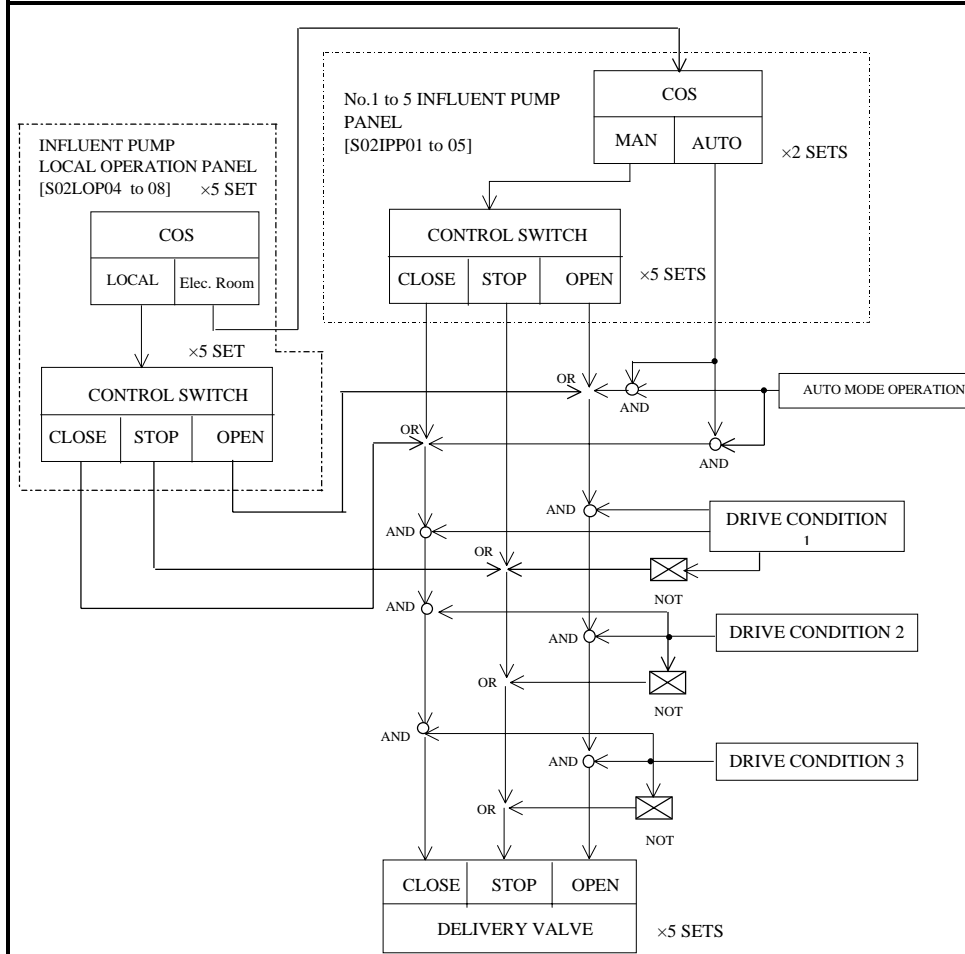 COS
No.1 to 5 INFLUENT PUMP
PANEL
[S02IPP01 to 05]
MAN
AUTO
×2 SETS
INFLUENT PUMP
LOCAL OPERATION PANEL
[S02LOP04 to 08] ×5 SET
COS
LOCAL
Elec. Room
CONTROL SWITCH
CLOSE
STOP
OPEN
×5 SETS
×5 SET
CONTROL SWITCH
CLOSE
STOP
OPEN
OR
AND
AUTO MODE OPERATION
OR
AND
AND
AND
DRIVE CONDITION
1
OR
NOT
AND
AND
DRIVE CONDITION 2
OR
NOT
AND
AND
DRIVE CONDITION 3
OR
NOT
CLOSE
STOP
OPEN
DELIVERY VALVE
×5 SETS